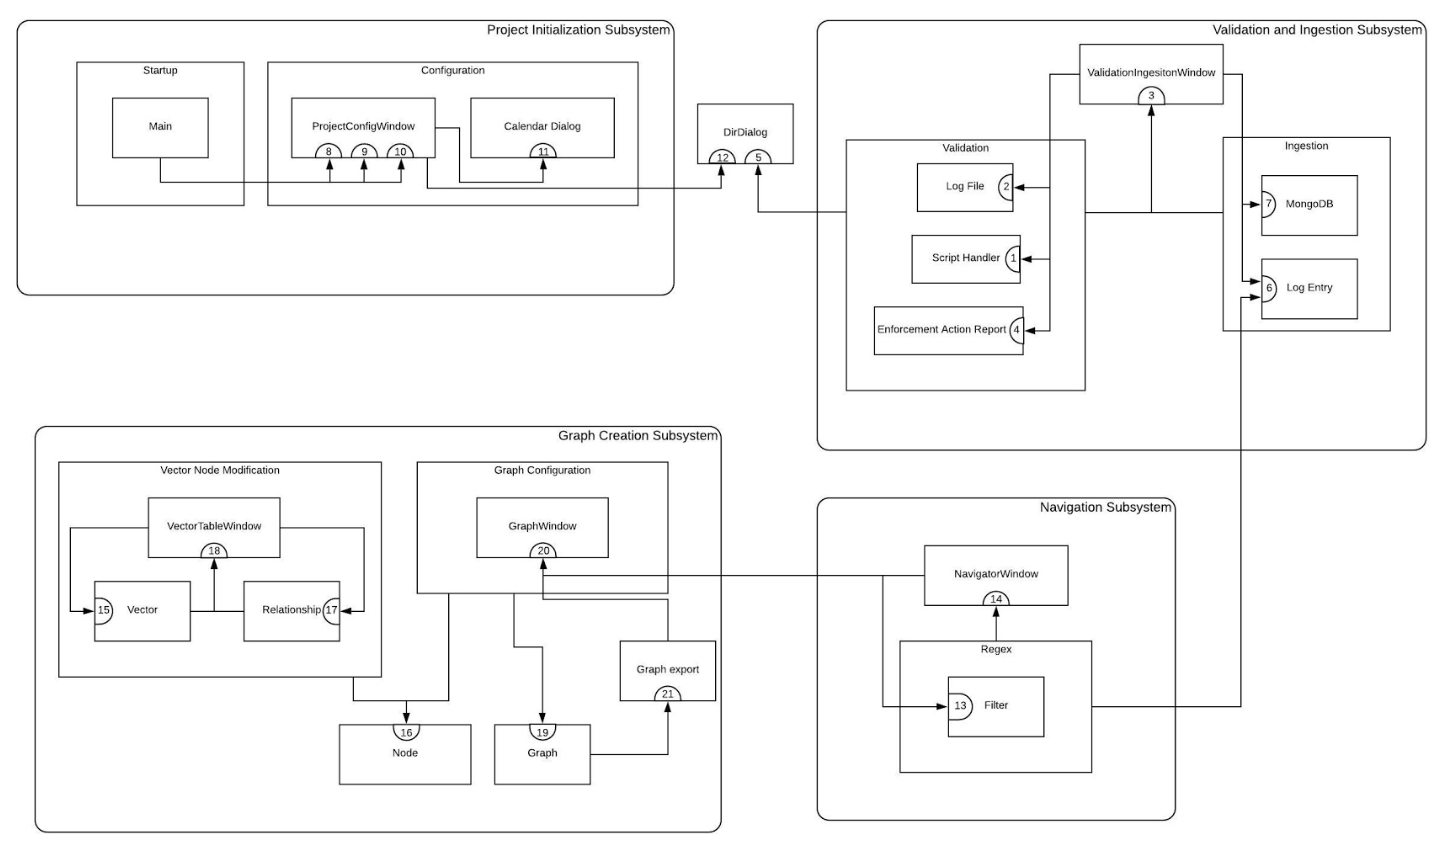 Project Initialization Subsystem
Startup
Main
Configuration
ProjectConfigWindow
8
9
10
Calendar Dialog
11
DirDialog
12
5
Validation and Ingestion Subsystem
ValidationIngesitonWindow
3
Validation
Log File
2
Script Handler
1
Enforcement Action Report
4
Ingestion
7
MongoDB
6
Log Entry
Graph Creation Subsystem
Vector Node Modification
VectorTableWindow
18
15
Vector
Relationship
17
Graph Configuration
GraphWindow
20
Graph export
21
16
Node
19
Graph
Navigation Subsystem
NavigatorWindow
14
Regex
13
Filter